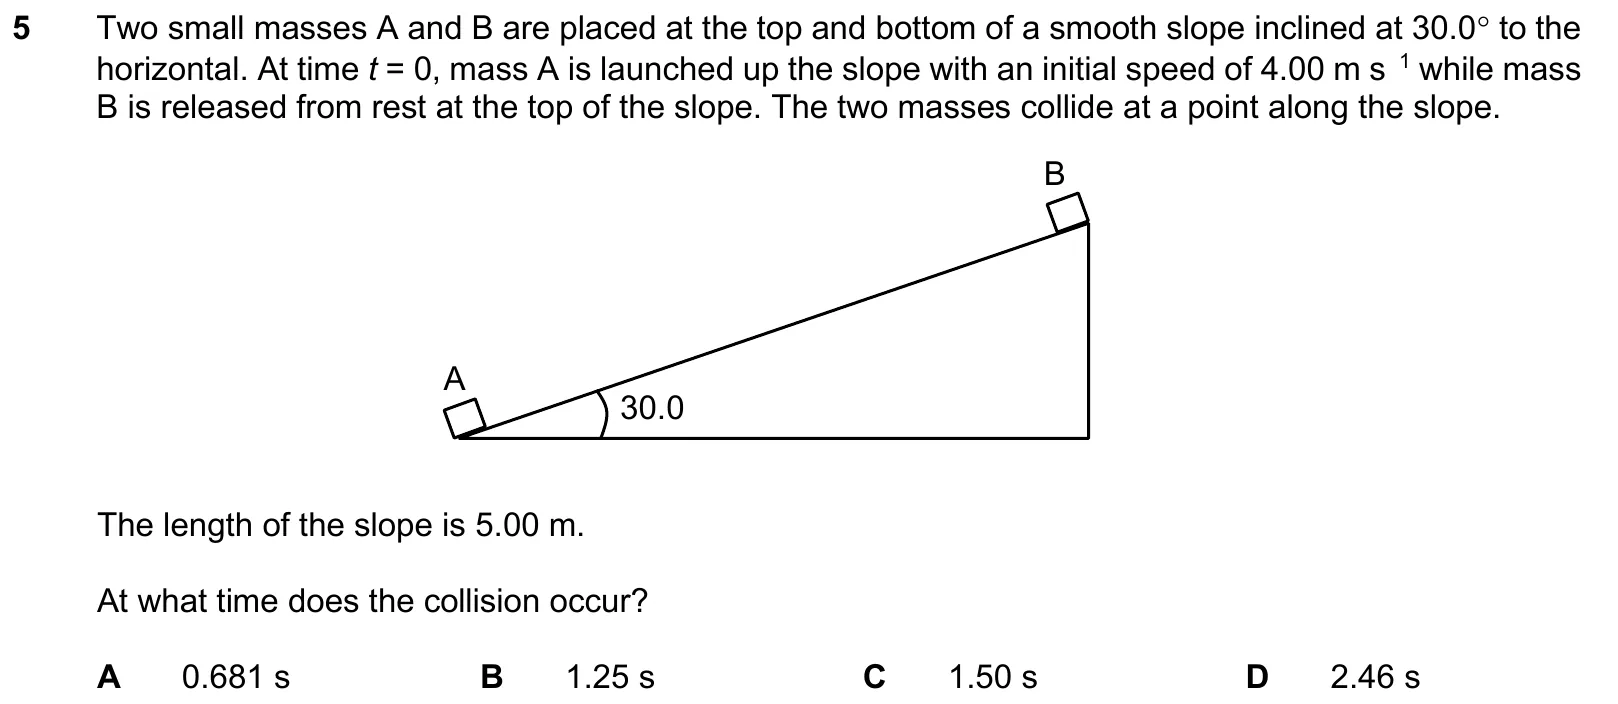 5 Two small masses A and B are placed at the top and bottom of a smooth slope inclined at 30.0° to the
horizontal. At time t = 0, mass A is launched up the slope with an initial speed of 4.00 m s 1 while mass
B is released from rest at the top of the slope. The two masses collide at a point along the slope.
B
A
30.0
The length of the slope is 5.00 m.
At what time does the collision occur?
A 0.681 s B 1.25 s C 1.50 s D 2.46 s